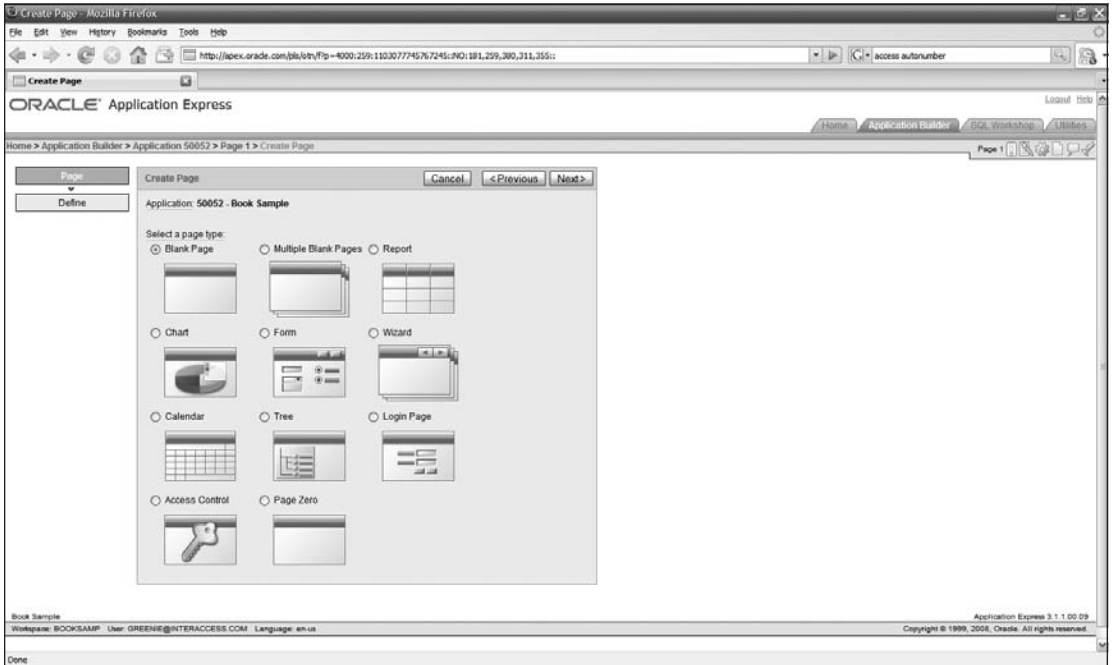 Create Page - Mozilla Firefox
File Edit View History Bookmarks Tools Help
http://apex.oracle.com/pls/otn/f?p=4000:259:1103077745767245::NO:181,259,380,311,355::
access autonumber
Create Page
ORACLE Application Express
Logout Help
Home Application Builder SQL Workshop Utilities
Home > Application Builder > Application 50052 > Page 1 > Create Page
Page 1
Page
Define
Create Page
Cancel < Previous Next >
Application: 50052 - Book Sample
Select a page type:
Blank Page Multiple Blank Pages Report
Chart Form Wizard
Calendar Tree Login Page
Access Control Page Zero
Book Sample
Application Express 3.1.1.00.09
Workspace: BOOKSAMP User: GREENIE@INTERACCESS.COM Language: en-us
Copyright © 1999, 2008, Oracle. All rights reserved.
Done